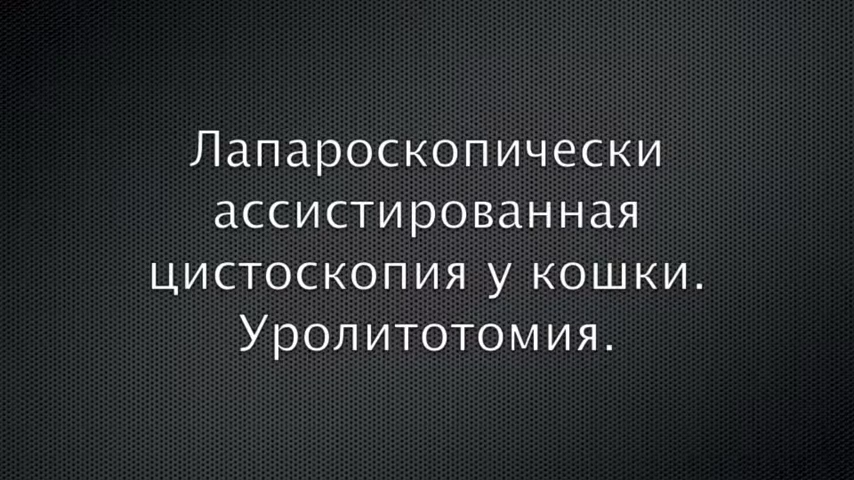 Лапароскопически
ассистированная
цистоскопия у кошки.
Уролитотомия.